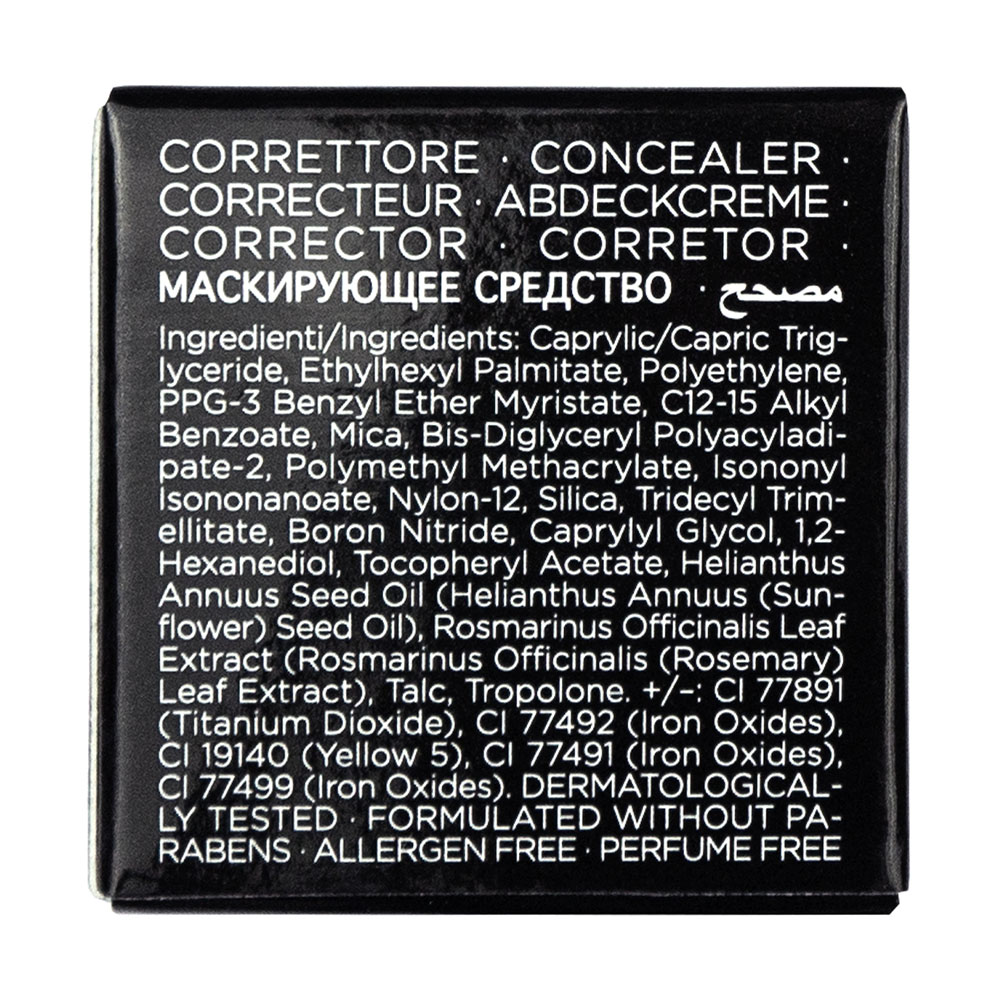 CORRETTORE · CONCEALER ·
CORRECTEUR · ABDECKCREME ·
CORRECTOR · CORRETOR ·
МАСКИРУЮЩЕЕ СРЕДСТВО · مصحح
Ingredienti/Ingredients: Caprylic/Capric Trig-
lyceride, Ethylhexyl Palmitate, Polyethylene,
PPG-3 Benzyl Ether Myristate, C12-15 Alkyl
Benzoate, Mica, Bis-Diglyceryl Polyacyladi-
pate-2, Polymethyl Methacrylate, Isononyl
Isononanoate, Nylon-12, Silica, Tridecyl Trim-
ellitate, Boron Nitride, Caprylyl Glycol, 1,2-
Hexanediol, Tocopheryl Acetate, Helianthus
Annuus Seed Oil (Helianthus Annuus (Sun-
flower) Seed Oil), Rosmarinus Officinalis Leaf
Extract (Rosmarinus Officinalis (Rosemary)
Leaf Extract), Talc, Tropolone. +/–: CI 77891
(Titanium Dioxide), CI 77492 (Iron Oxides),
CI 19140 (Yellow 5), CI 77491 (Iron Oxides),
CI 77499 (Iron Oxides). DERMATOLOGICAL-
LY TESTED · FORMULATED WITHOUT PA-
RABENS · ALLERGEN FREE · PERFUME FREE